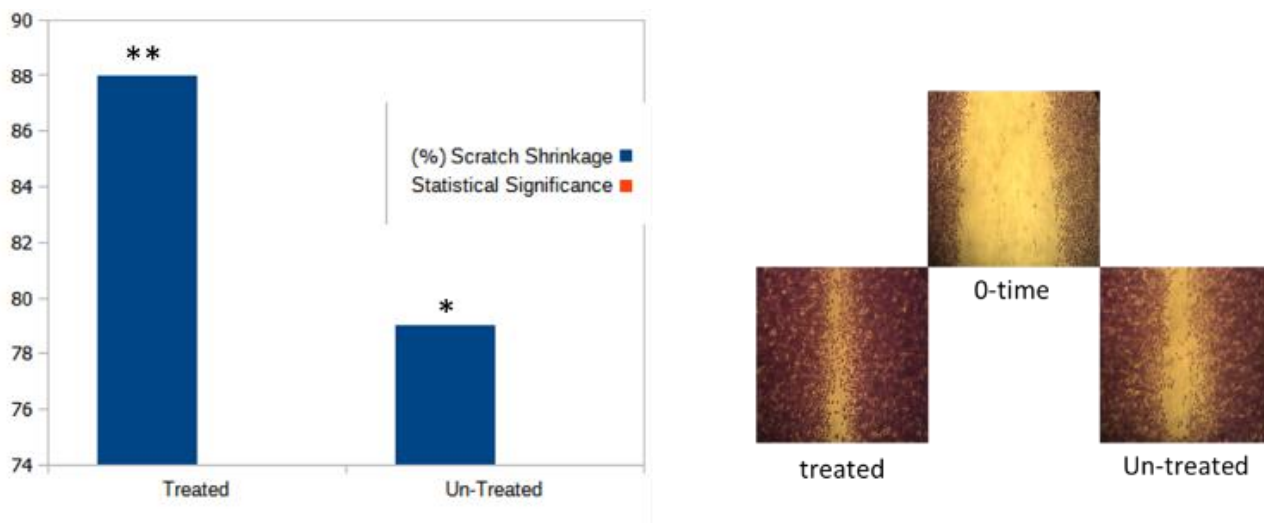 90
88
86
84
82
80
78
76
74
**
*
(%) Scratch Shrinkage
Statistical Significance
Treated
Un-Treated
0-time
treated
Un-treated